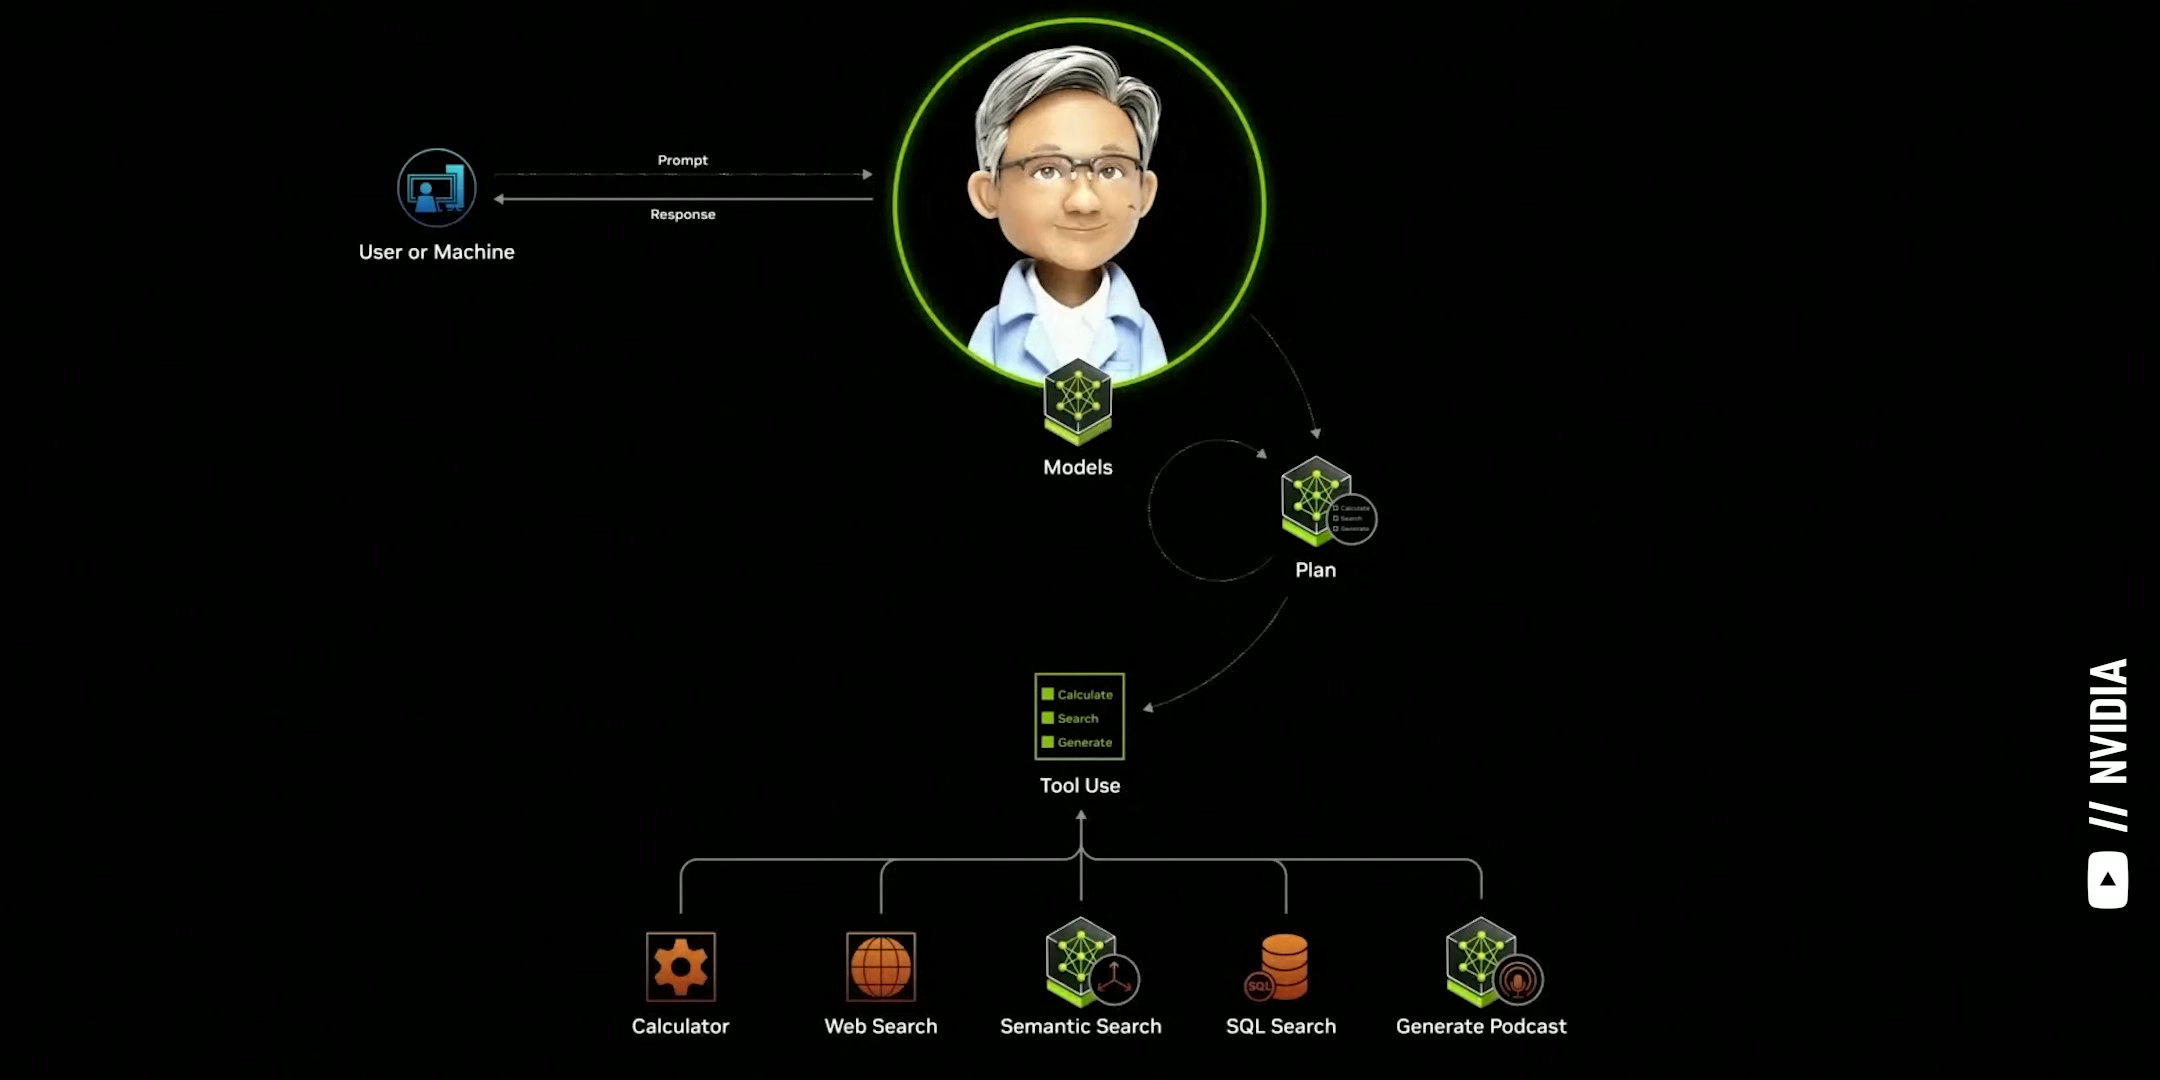 Prompt
Response
User or Machine
Models
Calculate
Search
Generate
Plan
Calculate
Search
Generate
Tool Use
Calculator
Web Search
Semantic Search
SQL
SQL Search
Generate Podcast
// NVIDIA